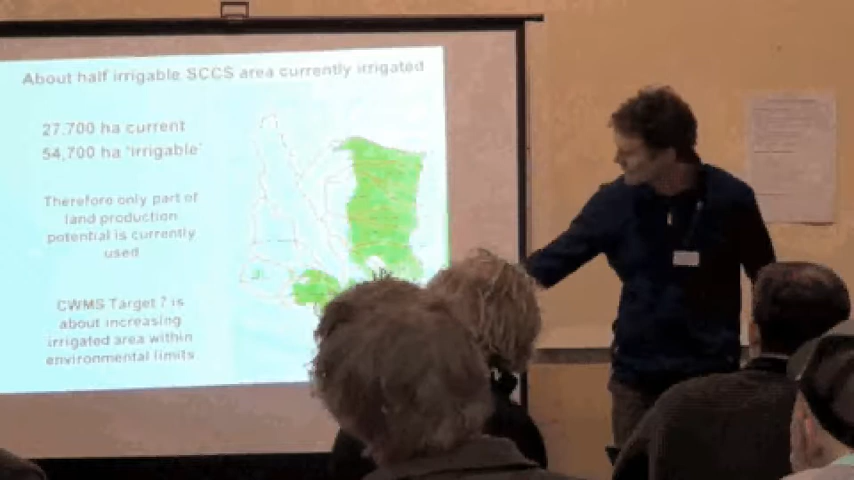 About half irrigable SCCS area currently irrigated
27,700 ha current
54,700 ha 'irrigable'
Therefore only part of
land production
potential is currently
used
CWMS Target 7 is
about increasing
irrigated area within
environmental limits